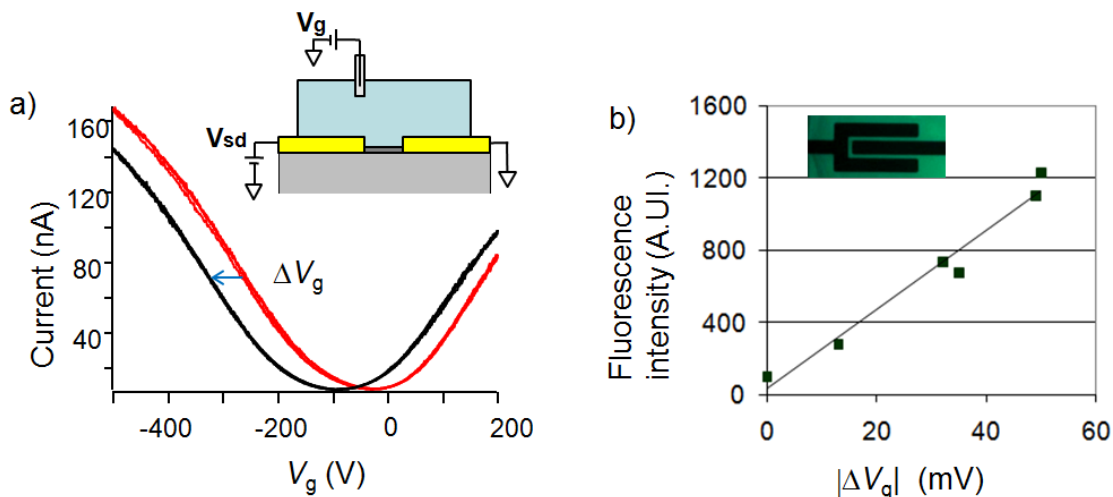 a)
Vg
Vsd
ΔVg
Current (nA)
160
120
80
40
-400
-200
0
200
Vg (V)
b)
Fluorescence
intensity (A.UI.)
1600
1200
800
400
0
0
20
40
60
|ΔVg| (mV)